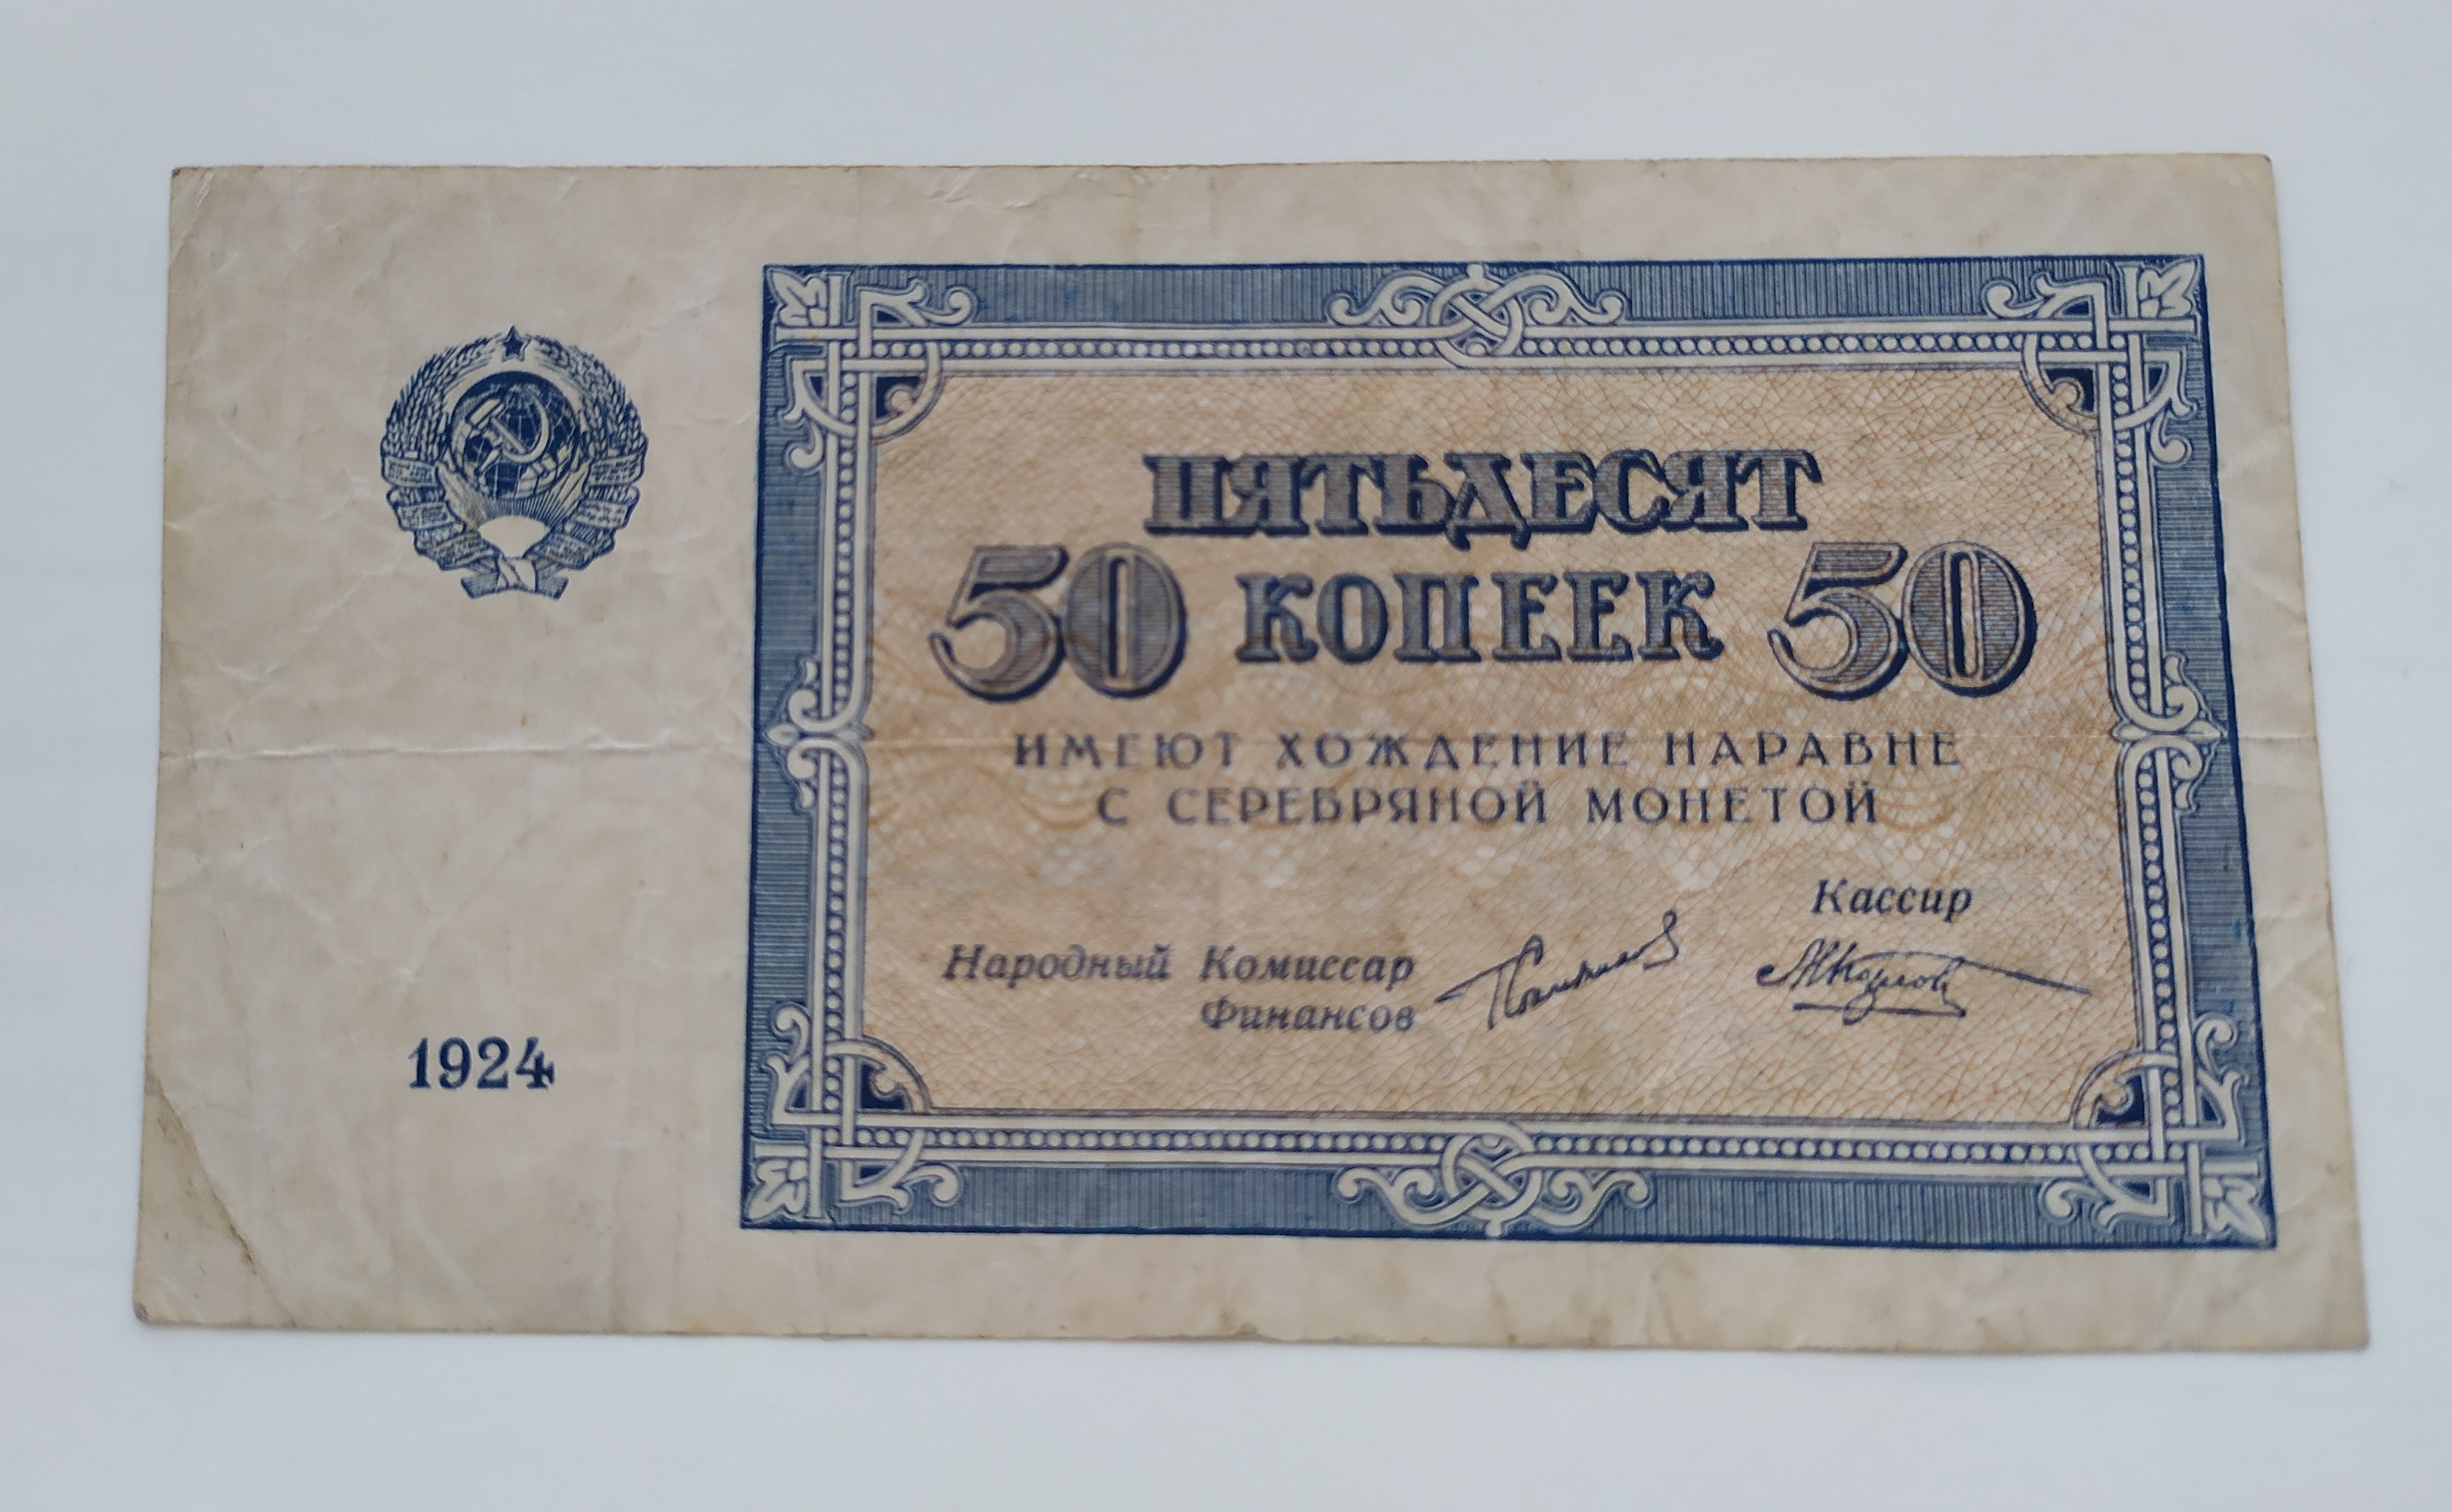 ПЯТЬДЕСЯТ
50 КОПЕЕК 50
ИМЕЮТ ХОЖДЕНИЕ НАРАВНЕ
С СЕРЕБРЯНОЙ МОНЕТОЙ
Кассир
Народный Комиссар
Финансов
1924